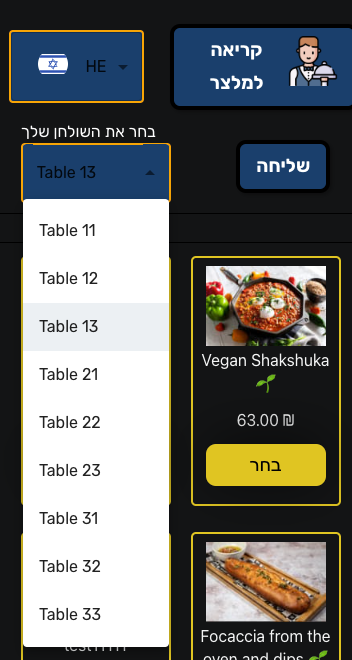 קריאה
למלצר
HE
בחר את השולחן שלך
Table 13
שליחה
Table 11
Table 12
Table 13
Table 21
Table 22
Table 23
Table 31
Table 32
Table 33
Vegan Shakshuka
🌱
63.00 ₪
בחר
Focaccia from the
oven and dips 🌱